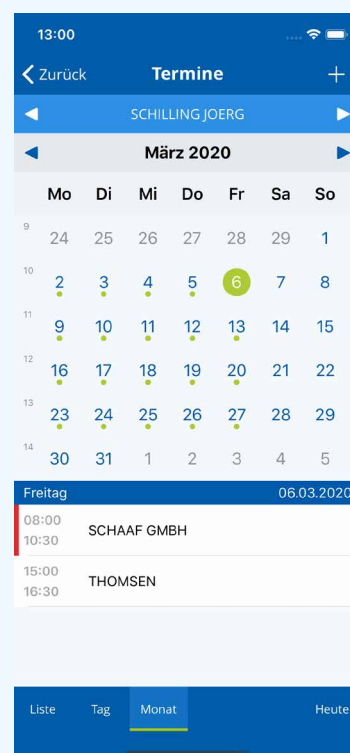 13:00
Zurück Termine +
SCHILLING JOERG
März 2020
Mo Di Mi Do Fr Sa So
9 24 25 26 27 28 29 1
10 2 3 4 5 6 7 8
11 9 10 11 12 13 14 15
12 16 17 18 19 20 21 22
13 23 24 25 26 27 28 29
14 30 31 1 2 3 4 5
Freitag 06.03.2020
08:00
10:30 SCHAAF GMBH
15:00
16:30 THOMSEN
Liste Tag Monat Heute